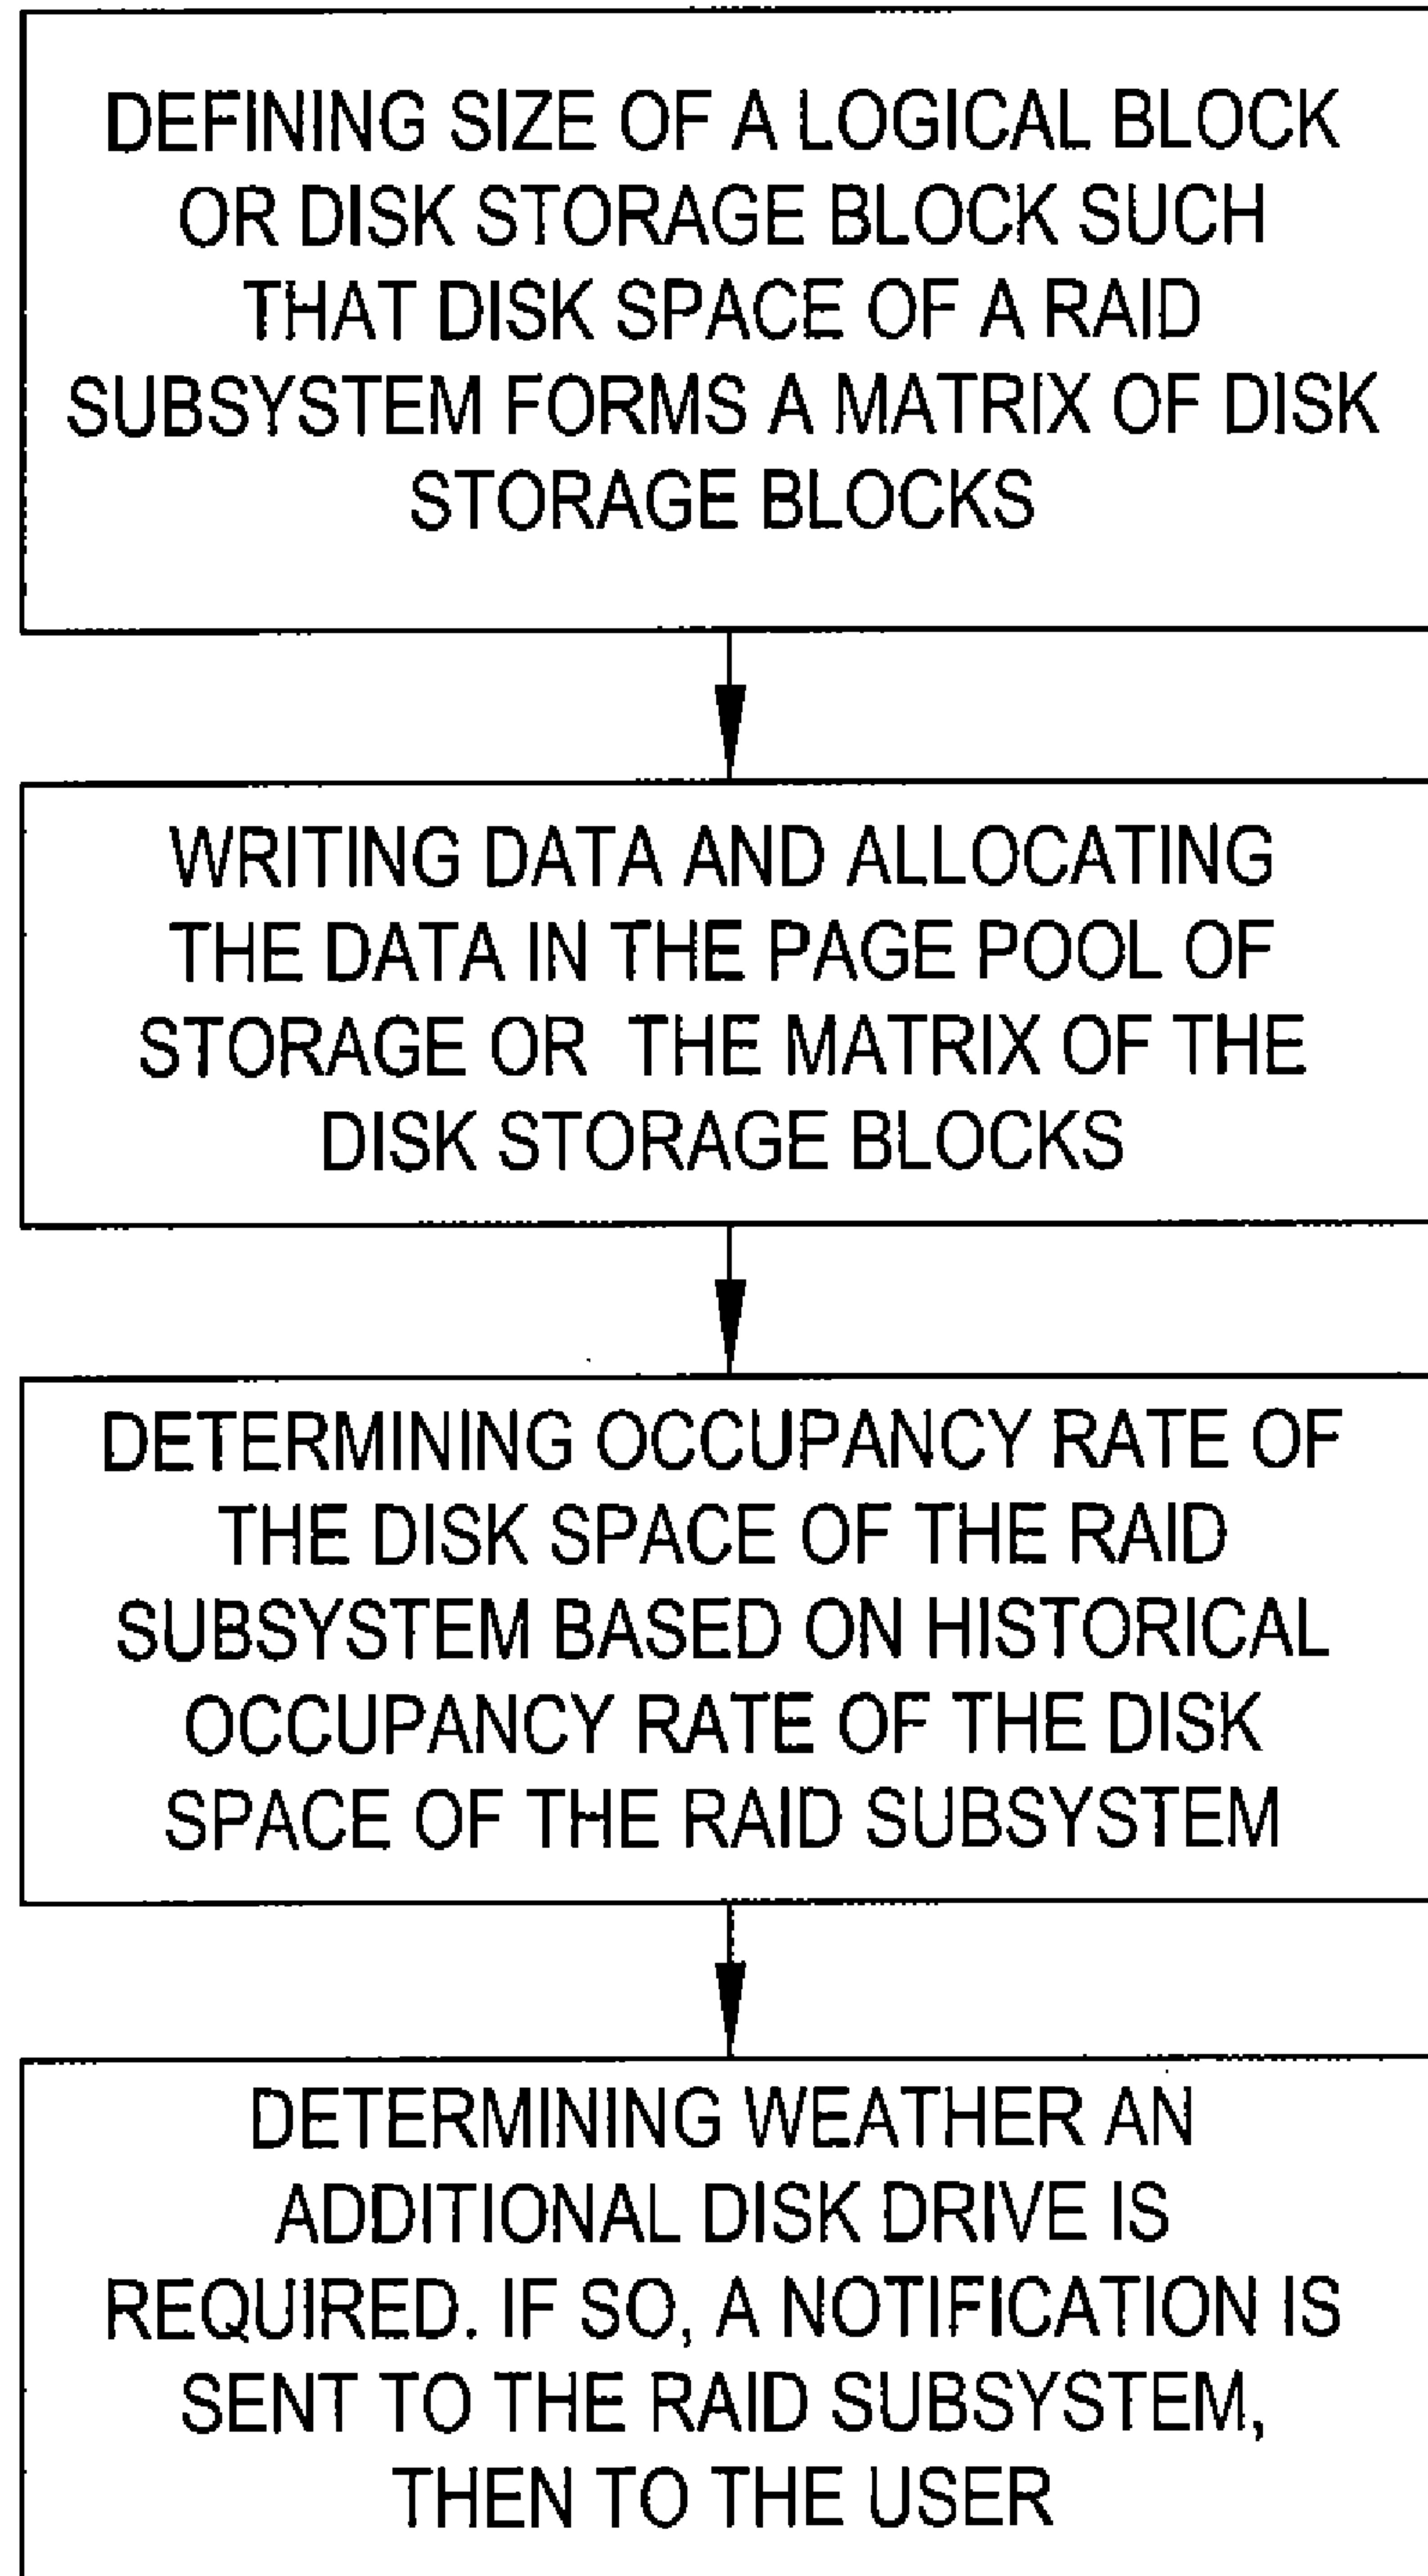 DEFINING SIZE OF A LOGICAL BLOCK
OR DISK STORAGE BLOCK SUCH
THAT DISK SPACE OF A RAID
SUBSYSTEM FORMS A MATRIX OF DISK
STORAGE BLOCKS
WRITING DATA AND ALLOCATING
THE DATA IN THE PAGE POOL OF
STORAGE OR THE MATRIX OF THE
DISK STORAGE BLOCKS
DETERMINING OCCUPANCY RATE OF
THE DISK SPACE OF THE RAID
SUBSYSTEM BASED ON HISTORICAL
OCCUPANCY RATE OF THE DISK
SPACE OF THE RAID SUBSYSTEM
DETERMINING WEATHER AN
ADDITIONAL DISK DRIVE IS
REQUIRED. IF SO, A NOTIFICATION IS
SENT TO THE RAID SUBSYSTEM,
THEN TO THE USER